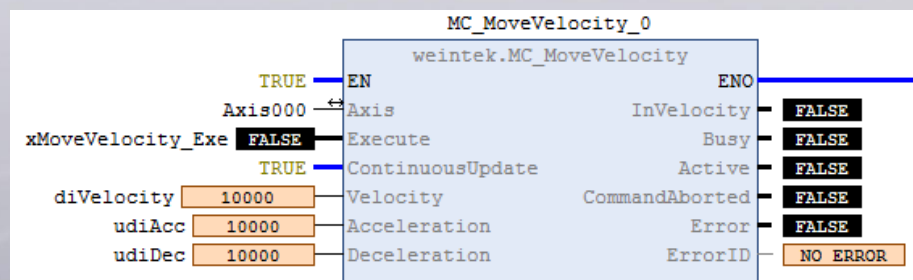 MC_MoveVelocity_0
weintek.MC_MoveVelocity
TRUE EN ENO
Axis000 Axis InVelocity FALSE
xMoveVelocity_Exe FALSE Execute Busy FALSE
TRUE ContinuousUpdate Active FALSE
diVelocity 10000 Velocity CommandAborted FALSE
udiAcc 10000 Acceleration Error FALSE
udiDec 10000 Deceleration ErrorID NO ERROR